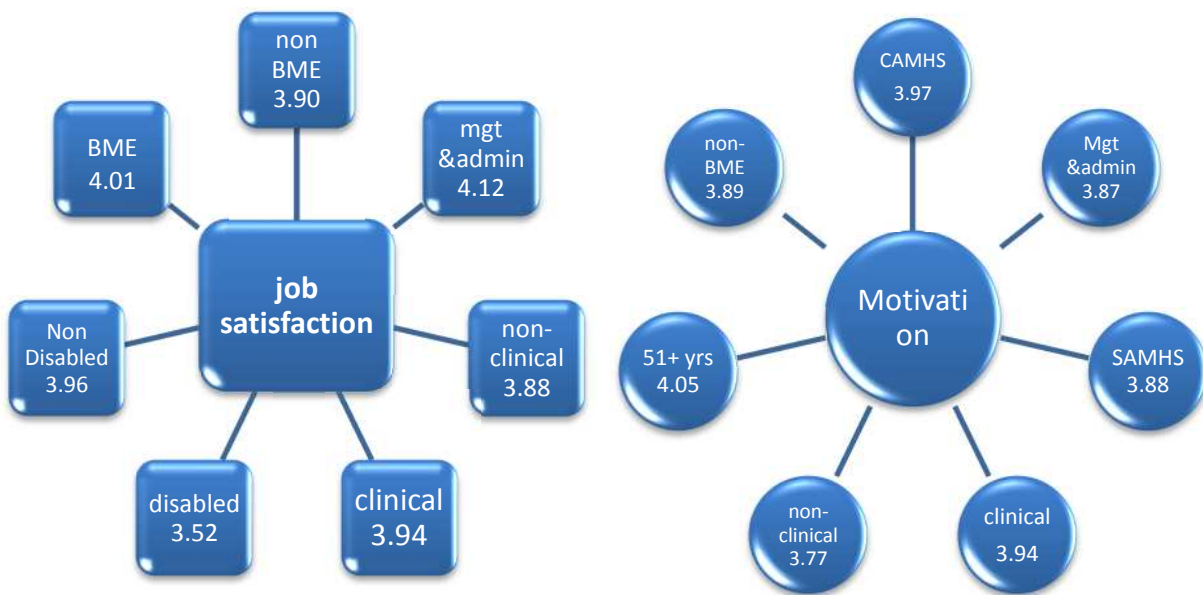 non
BME
3.90
mgt
&admin
4.12
non-
clinical
3.88
clinical
3.94
disabled
3.52
Non
Disabled
3.96
BME
4.01
job
satisfaction
CAMHS
3.97
Mgt
&admin
3.87
SAMHS
3.88
clinical
3.94
non-
clinical
3.77
51+ yrs
4.05
non-
BME
3.89
Motivati
on